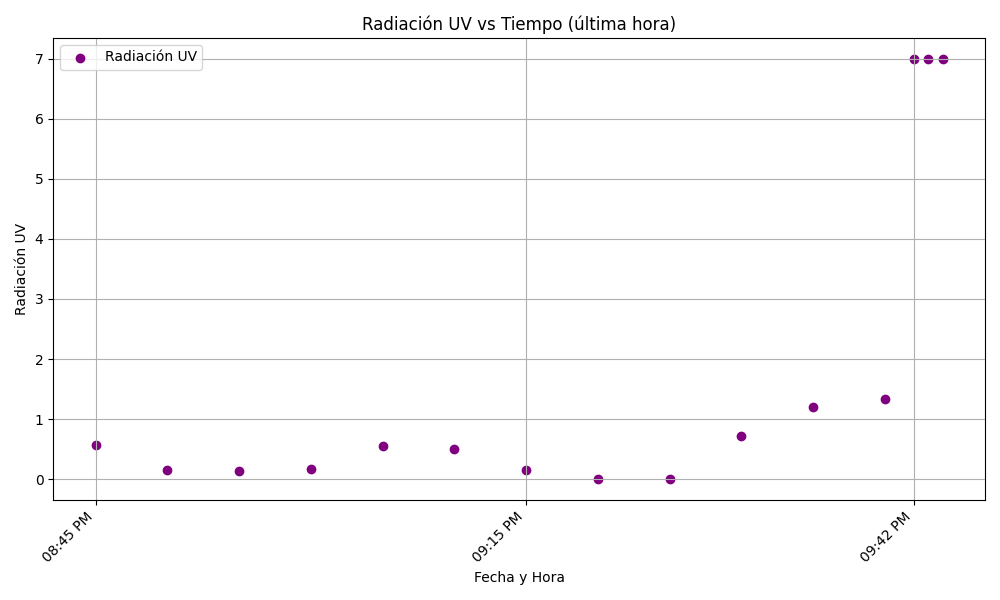 Radiación UV vs Tiempo (última hora)
Radiación UV
7
6
5
4
3
2
1
0
Radiación UV
08:45 PM
09:15 PM
09:42 PM
Fecha y Hora